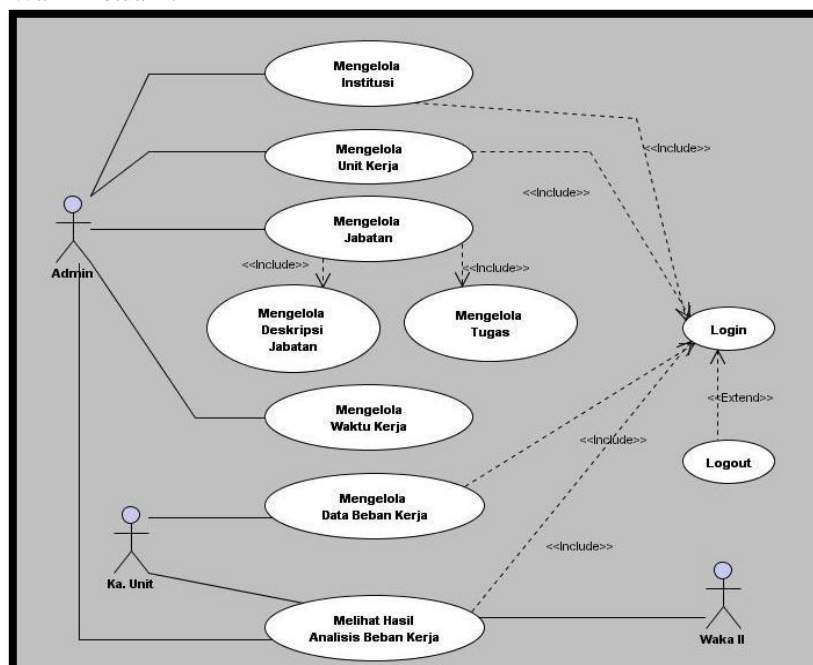 Mengelola
Institusi
<<Include>>
Mengelola
Unit Kerja
<<Include>>
Mengelola
Jabatan
Admin
<<Include>>
<<Include>>
Mengelola
Deskripsi
Jabatan
Mengelola
Tugas
Login
<<Extend>>
Mengelola
Waktu Kerja
<<Include>>
Logout
Mengelola
Data Beban Kerja
<<Include>>
Ka. Unit
Melihat Hasil
Analisis Beban Kerja
Waka II